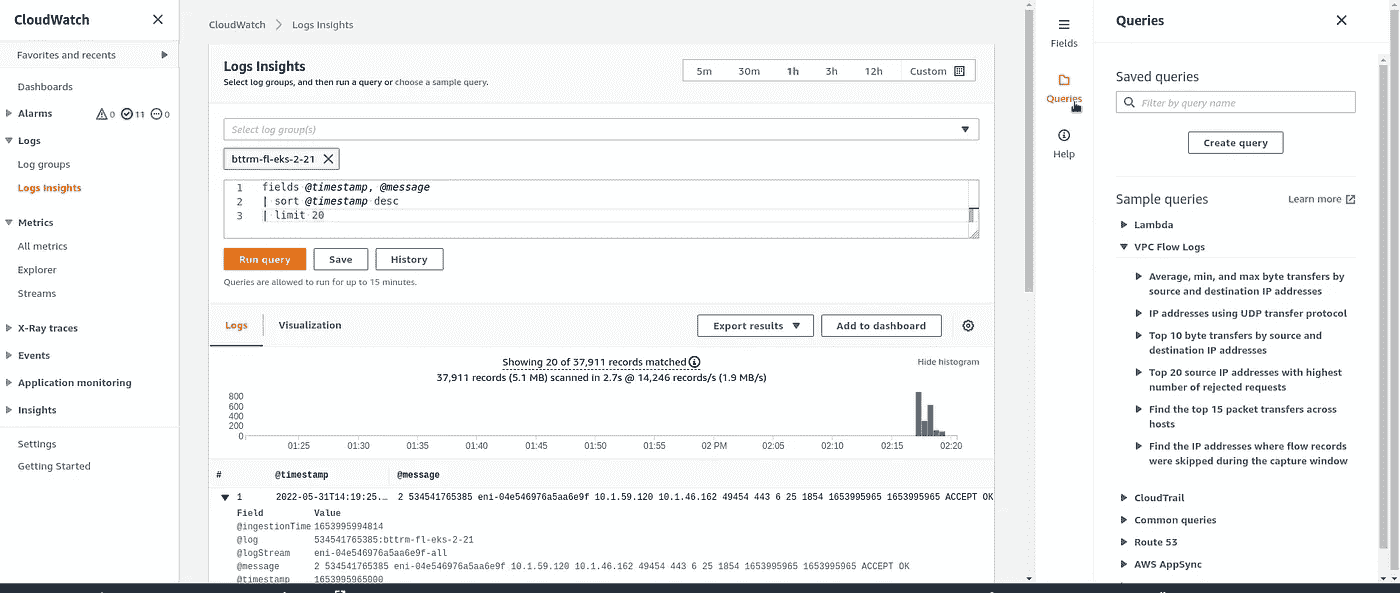 CloudWatch
Favorites and recents
Dashboards
Alarms 0 11 0
Logs
Log groups
Logs Insights
Metrics
All metrics
Explorer
Streams
X-Ray traces
Events
Application monitoring
Insights
Settings
Getting Started
CloudWatch Logs Insights
Logs Insights
Select log groups, and then run a query or choose a sample query.
5m 30m 1h 3h 12h Custom
Select log group(s)
bttrm-fl-eks-2-21
1 fields @timestamp, @message
2 | sort @timestamp desc
3 | limit 20
Run query Save History
Queries are allowed to run for up to 15 minutes.
Logs Visualization Export results Add to dashboard
Showing 20 of 37,911 records matched
Hide histogram
37,911 records (5.1 MB) scanned in 2.7s @ 14,246 records/s (1.9 MB/s)
800
600
400
200
0
01:25 01:30 01:35 01:40 01:45 01:50 01:55 02 PM 02:05 02:10 02:15 02:20
# @timestamp @message
1 2022-05-31T14:19:25... 2 534541765385 eni-04e546976a5aa6e9f 10.1.59.120 10.1.46.162 49454 443 6 25 1854 1653995965 1653995965 ACCEPT OK
Field Value
@ingestionTime 1653995994814
@log 534541765385:bttrm-fl-eks-2-21
@logStream eni-04e546976a5aa6e9f-all
@message 2 534541765385 eni-04e546976a5aa6e9f 10.1.59.120 10.1.46.162 49454 443 6 25 1854 1653995965 1653995965 ACCEPT OK
@timestamp 1653995965000
Fields
Queries
Help
Queries
Saved queries
Filter by query name
Create query
Sample queries Learn more
Lambda
VPC Flow Logs
Average, min, and max byte transfers by
source and destination IP addresses
IP addresses using UDP transfer protocol
Top 10 byte transfers by source and
destination IP addresses
Top 20 source IP addresses with highest
number of rejected requests
Find the top 15 packet transfers across
hosts
Find the IP addresses where flow records
were skipped during the capture window
CloudTrail
Common queries
Route 53
AWS AppSync